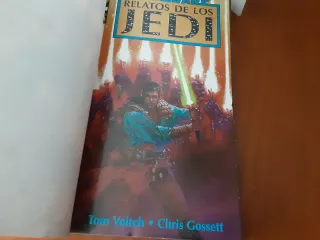 RELATOS DE LOS
JEDI
Tom Veitch • Chris Gossett